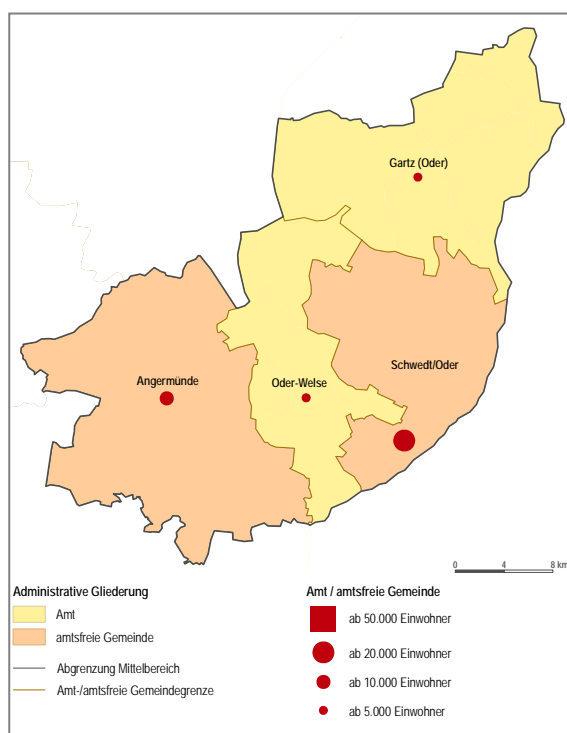 Gartz (Oder)
Schwedt/Oder
Angermünde
Oder-Welse
0 4 8 km
Administrative Gliederung
Amt
amtsfreie Gemeinde
Abgrenzung Mittelbereich
Amt-/amtsfreie Gemeindegrenze
Amt / amtsfreie Gemeinde
ab 50.000 Einwohner
ab 20.000 Einwohner
ab 10.000 Einwohner
ab 5.000 Einwohner